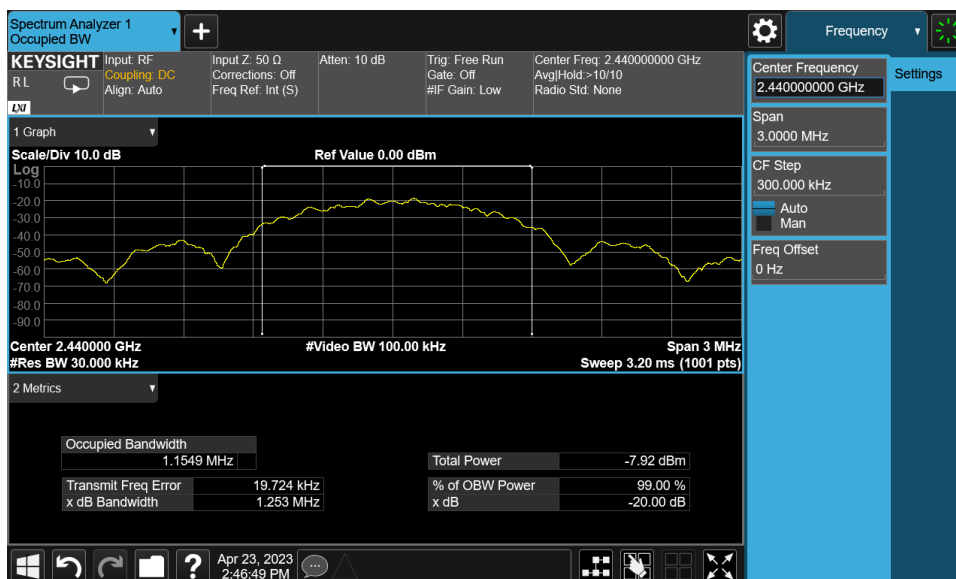 Spectrum Analyzer 1
Occupied BW
+
Frequency
KEYSIGHT
RL
LXI
Input: RF
Coupling: DC
Align: Auto
Input Z: 50 Ω
Corrections: Off
Freq Ref: Int (S)
Atten: 10 dB
Trig: Free Run
Gate: Off
#IF Gain: Low
Center Freq: 2.440000000 GHz
Avg|Hold:>10/10
Radio Std: None
Center Frequency
2.440000000 GHz
Settings
Span
3.0000 MHz
CF Step
300.000 kHz
Auto
Man
Freq Offset
0 Hz
1 Graph
Scale/Div 10.0 dB
Ref Value 0.00 dBm
Log
-10.0
-20.0
-30.0
-40.0
-50.0
-60.0
-70.0
-80.0
-90.0
Center 2.440000 GHz
#Video BW 100.00 kHz
Span 3 MHz
#Res BW 30.000 kHz
Sweep 3.20 ms (1001 pts)
2 Metrics
Occupied Bandwidth
1.1549 MHz
Total Power -7.92 dBm
Transmit Freq Error 19.724 kHz
% of OBW Power 99.00 %
x dB Bandwidth 1.253 MHz
x dB -20.00 dB
?
Apr 23, 2023
2:46:49 PM